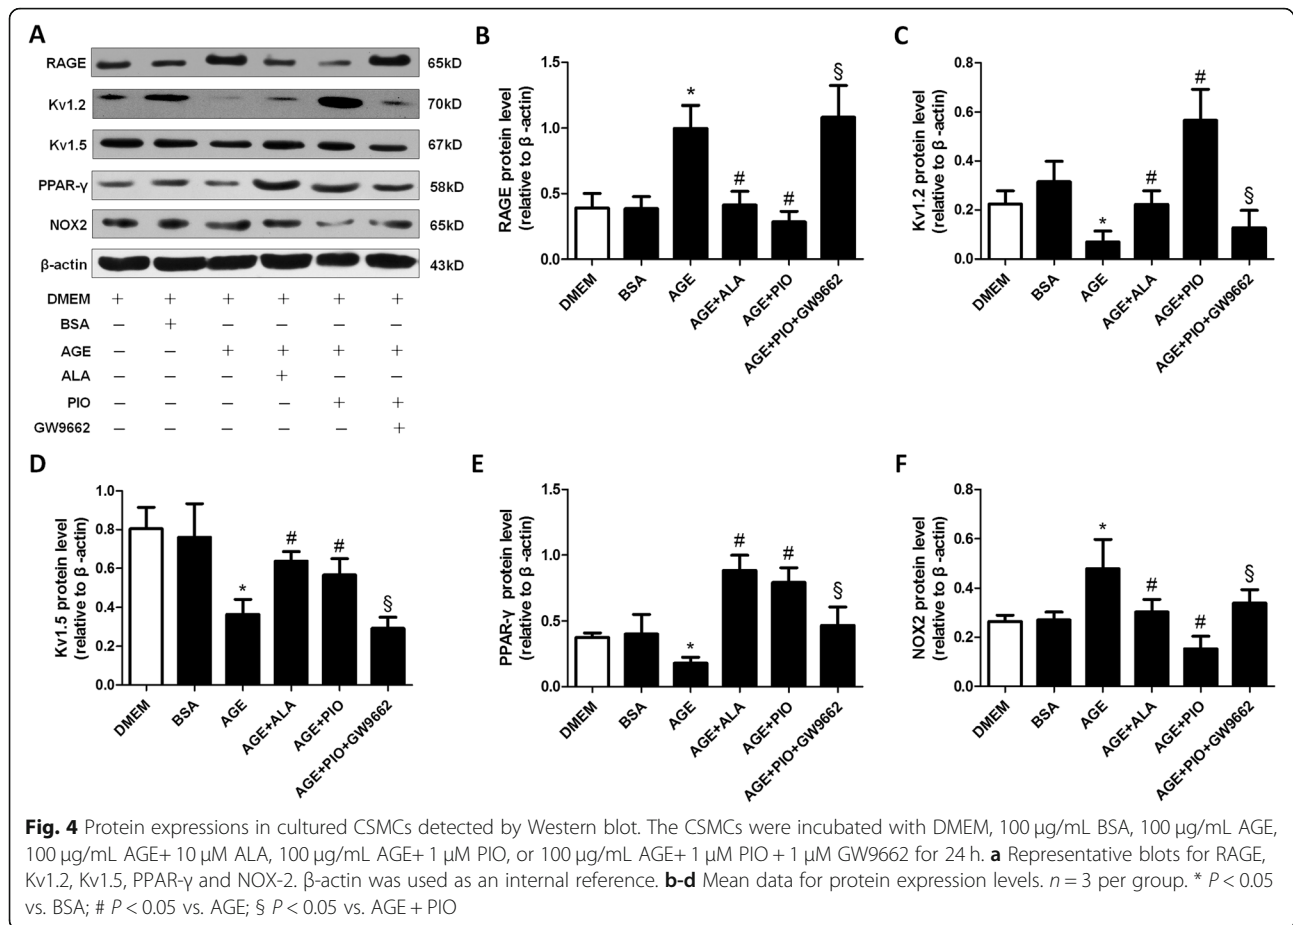 A
RAGE 65kD
Kv1.2 70kD
Kv1.5 67kD
PPAR-γ 58kD
NOX2 65kD
β-actin 43kD
DMEM + + + + + +
BSA – + – – – –
AGE – – + + + +
ALA – – – + – –
PIO – – – – + +
GW9662 – – – – – +
B
RAGE protein level
(relative to β -actin)
1.5
1.0
0.5
0.0
*
#
#
§
DMEM
BSA
AGE
AGE+ALA
AGE+PIO
AGE+PIO+GW9662
C
Kv1.2 protein level
(relative to β -actin)
0.8
0.6
0.4
0.2
0.0
*
#
#
§
DMEM
BSA
AGE
AGE+ALA
AGE+PIO
AGE+PIO+GW9662
D
Kv1.5 protein level
(relative to β -actin)
1.0
0.8
0.6
0.4
0.2
0.0
*
#
#
§
DMEM
BSA
AGE
AGE+ALA
AGE+PIO
AGE+PIO+GW9662
E
PPAR-γ protein level
(relative to β -actin)
1.5
1.0
0.5
0.0
*
#
#
§
DMEM
BSA
AGE
AGE+ALA
AGE+PIO
AGE+PIO+GW9662
F
NOX2 protein level
(relative to β -actin)
0.8
0.6
0.4
0.2
0.0
*
#
#
§
DMEM
BSA
AGE
AGE+ALA
AGE+PIO
AGE+PIO+GW9662
Fig. 4 Protein expressions in cultured CSMCs detected by Western blot. The CSMCs were incubated with DMEM, 100 μg/mL BSA, 100 μg/mL AGE,
100 μg/mL AGE+ 10 μM ALA, 100 μg/mL AGE+ 1 μM PIO, or 100 μg/mL AGE+ 1 μM PIO + 1 μM GW9662 for 24 h. a Representative blots for RAGE,
Kv1.2, Kv1.5, PPAR-γ and NOX-2. β-actin was used as an internal reference. b-d Mean data for protein expression levels. n = 3 per group. * P < 0.05
vs. BSA; # P < 0.05 vs. AGE; § P < 0.05 vs. AGE + PIO